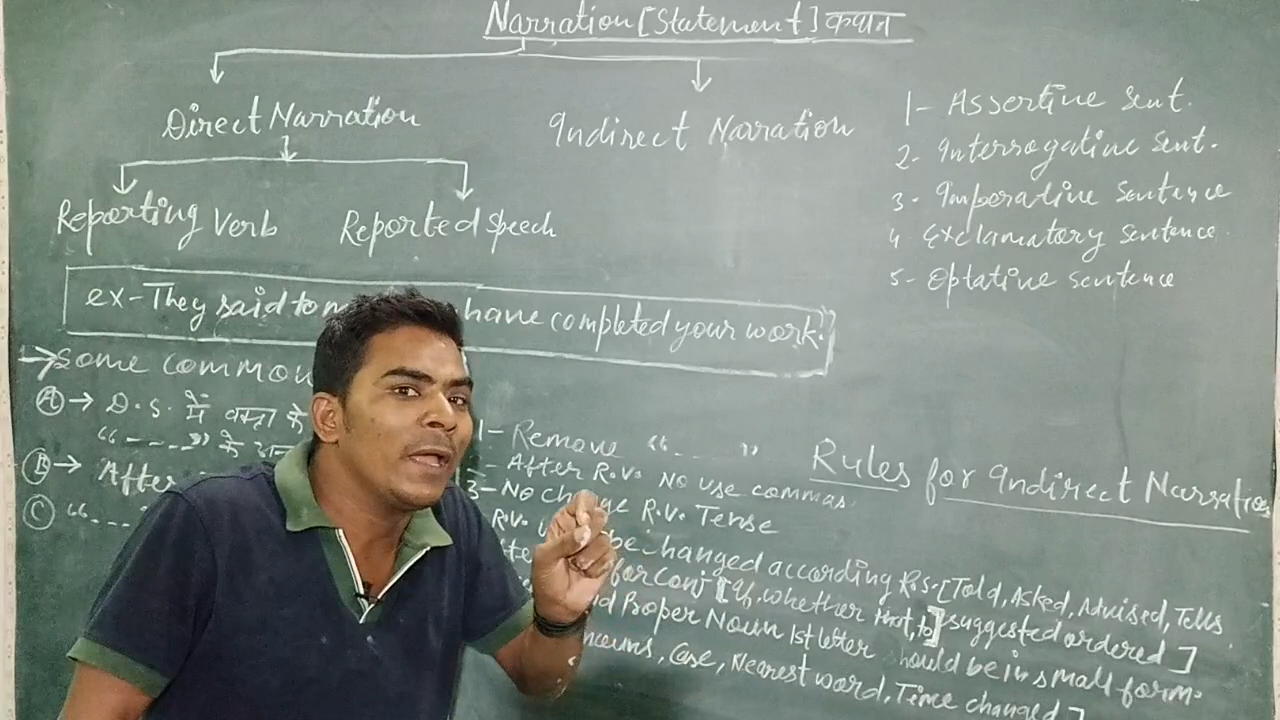 Narration [Statement] कथन
Direct Narration
Indirect Narration
Reporting Verb
Reported Speech
1- Assertive Sent.
2- Interrogative Sent.
3- Imperative Sentence
4 Exclamatory Sentence
5- Optative Sentence
ex- They said to have completed your work."
→ Some common
Ⓐ → D.S. में वक्ता के
"----" के
Ⓑ → After
Ⓒ "----
Rules for Indirect Narration
1- Remove "-----"
- After R.V. No use commas
3- No change R.V. Tense
R.V. be changed according R.S. [Told, Asked, Advised, Tells
for Conj [If, whether that, to] suggested ordered ]
Proper Noun 1st letter should be in small form.
Case, Nearest word, Time changed ]